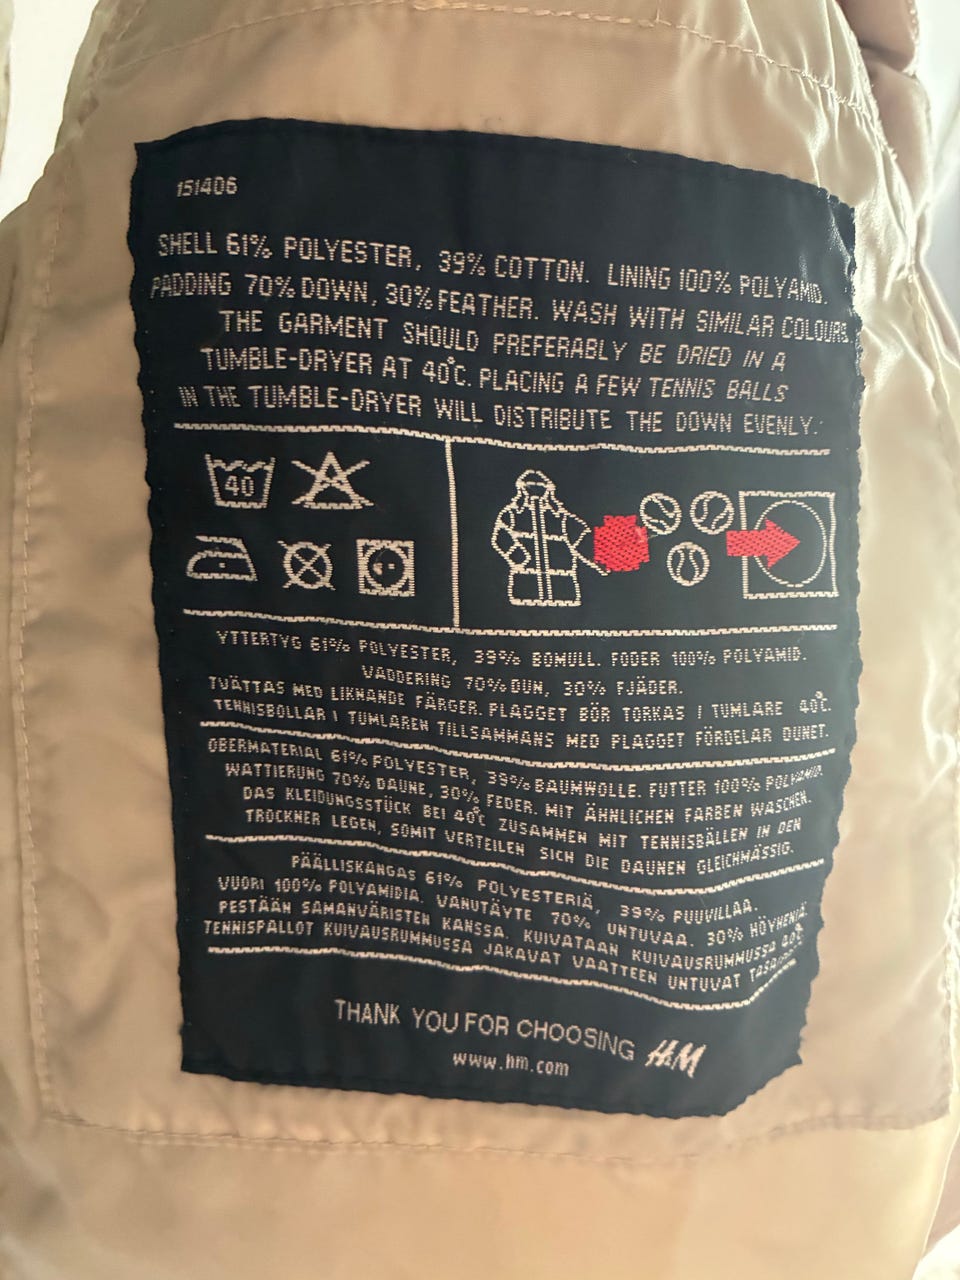 151406
SHELL 61% POLYESTER, 39% COTTON. LINING 100% POLYAMID.
PADDING 70% DOWN, 30% FEATHER. WASH WITH SIMILAR COLOURS.
THE GARMENT SHOULD PREFERABLY BE DRIED IN A
TUMBLE-DRYER AT 40°C. PLACING A FEW TENNIS BALLS
IN THE TUMBLE-DRYER WILL DISTRIBUTE THE DOWN EVENLY.
40
YTTERTYG 61% POLYESTER, 39% BOMULL. FODER 100% POLYAMID.
VADDERING 70% DUN, 30% FJÄDER.
TVÄTTAS MED LIKNANDE FÄRGER. PLAGGET BÖR TORKAS I TUMLARE 40°C.
TENNISBOLLAR I TUMLAREN TILLSAMMANS MED PLAGGET FÖRDELAR DUNET.
OBERMATERIAL 61% POLYESTER, 39% BAUMWOLLE. FUTTER 100% POLYAMID.
WATTIERUNG 70% DAUNE, 30% FEDER. MIT ÄHNLICHEN FARBEN WASCHEN.
DAS KLEIDUNGSSTÜCK BEI 40°C ZUSAMMEN MIT TENNISBÄLLEN IN DEN
TROCKNER LEGEN, SOMIT VERTEILEN SICH DIE DAUNEN GLEICHMÄSSIG.
PÄÄLLISKANGAS 61% POLYESTERIÄ, 39% PUUVILLAA.
VUORI 100% POLYAMIDIA. VANUTÄYTE 70% UNTUVAA. 30% HÖYHENIÄ.
PESTÄÄN SAMANVÄRISTEN KANSSA. KUIVATAAN KUIVAUSRUMMUSSA 40°C
TENNISPALLOT KUIVAUSRUMMUSSA JAKAVAT VAATTEEN UNTUVAT
THANK YOU FOR CHOOSING H&M
www.hm.com